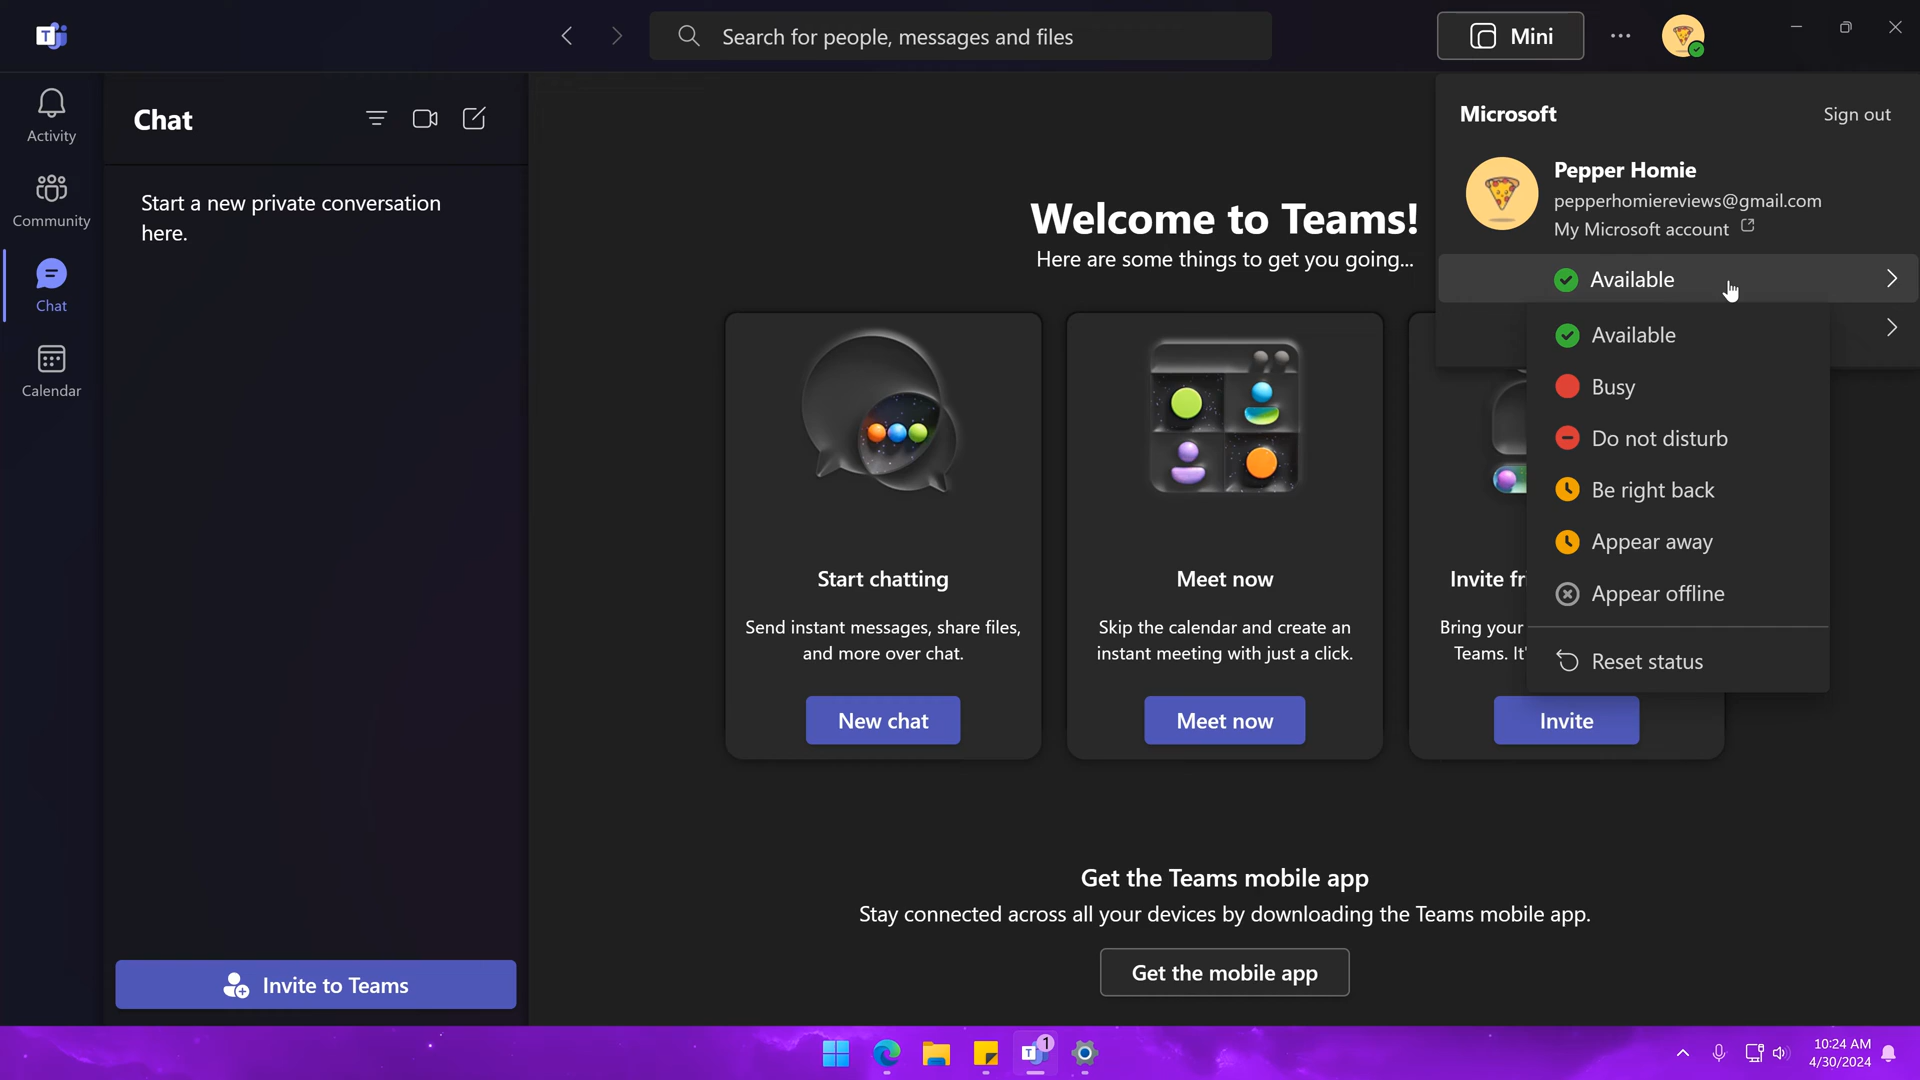 Search for people, messages and files
Mini
Activity
Community
Chat
Calendar
Chat
Start a new private conversation
here.
Invite to Teams
Welcome to Teams!
Here are some things to get you going...
Start chatting
Send instant messages, share files,
and more over chat.
New chat
Meet now
Skip the calendar and create an
instant meeting with just a click.
Meet now
Invite fr
Bring your
Teams. It'
Invite
Get the Teams mobile app
Stay connected across all your devices by downloading the Teams mobile app.
Get the mobile app
Microsoft
Sign out
Pepper Homie
pepperhomiereviews@gmail.com
My Microsoft account
Available
Available
Busy
Do not disturb
Be right back
Appear away
Appear offline
Reset status
1
10:24 AM
4/30/2024